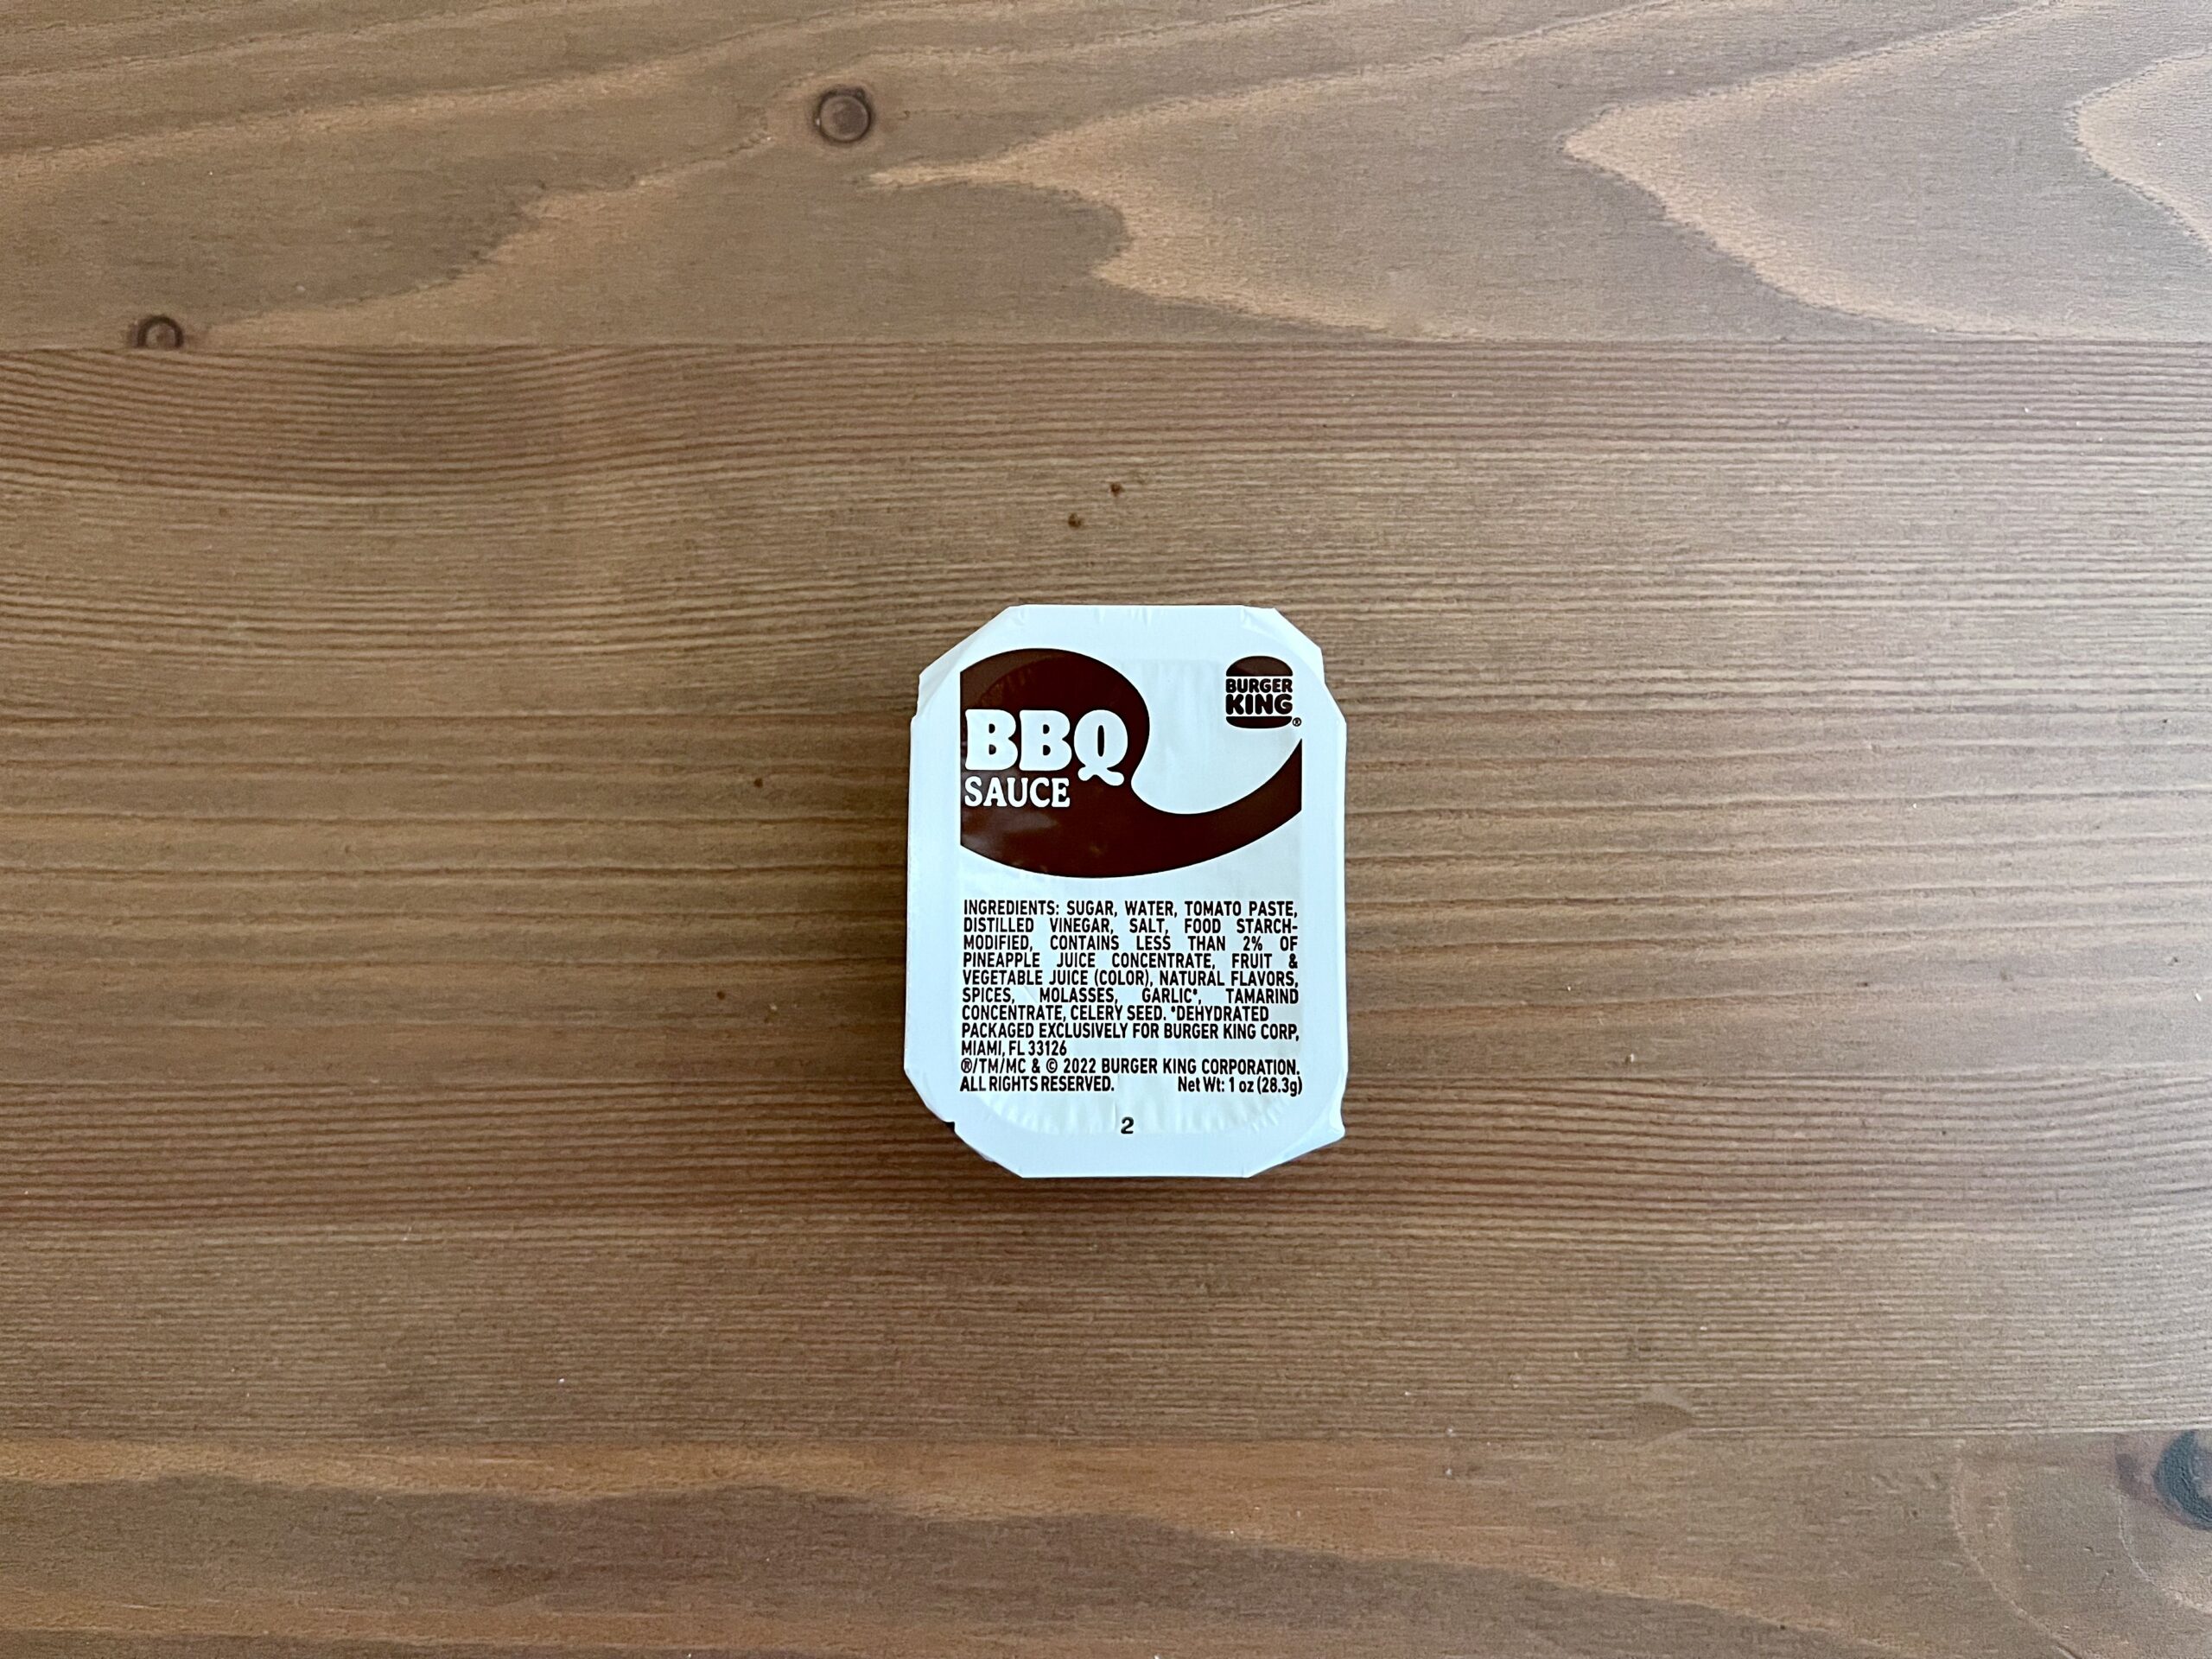 BURGER
KING®
BBQ
SAUCE
INGREDIENTS: SUGAR, WATER, TOMATO PASTE,
DISTILLED VINEGAR, SALT, FOOD STARCH-
MODIFIED, CONTAINS LESS THAN 2% OF
PINEAPPLE JUICE CONCENTRATE, FRUIT &
VEGETABLE JUICE (COLOR), NATURAL FLAVORS,
SPICES, MOLASSES, GARLIC*, TAMARIND
CONCENTRATE, CELERY SEED. *DEHYDRATED
PACKAGED EXCLUSIVELY FOR BURGER KING CORP,
MIAMI, FL 33126
®/TM/MC & © 2022 BURGER KING CORPORATION.
ALL RIGHTS RESERVED. Net Wt: 1 oz (28.3g)
2